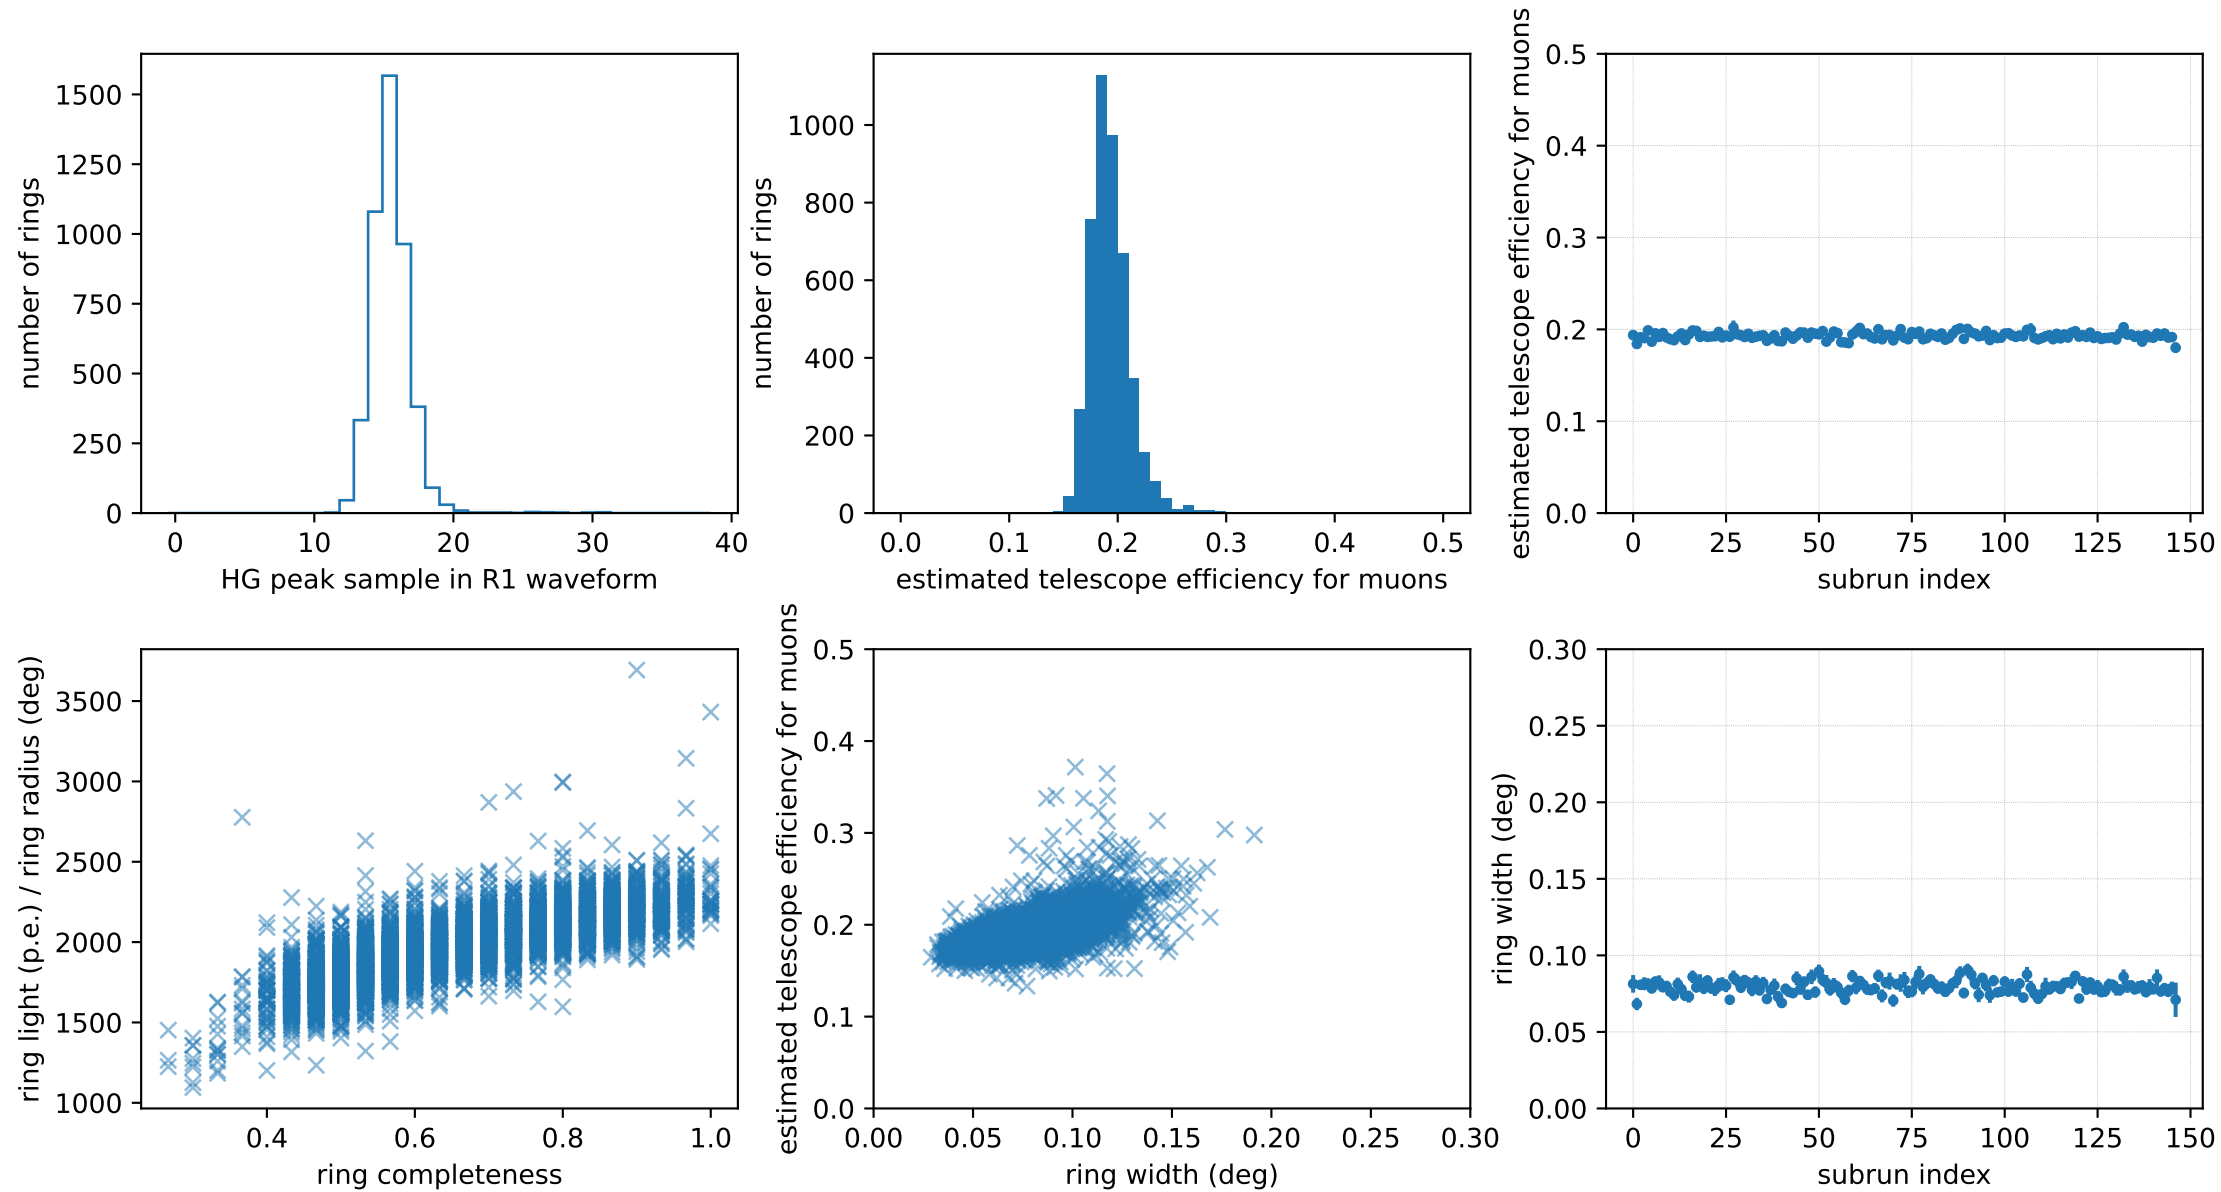 number of rings
1500
1250
1000
750
500
250
0
0 10 20 30 40
HG peak sample in R1 waveform
number of rings
1000
800
600
400
200
0
0.0 0.1 0.2 0.3 0.4 0.5
estimated telescope efficiency for muons
estimated telescope efficiency for muons
0.5
0.4
0.3
0.2
0.1
0.0
0 25 50 75 100 125 150
subrun index
ring light (p.e.) / ring radius (deg)
3500
3000
2500
2000
1500
1000
0.4 0.6 0.8 1.0
ring completeness
estimated telescope efficiency for muons
0.5
0.4
0.3
0.2
0.1
0.0
0.00 0.05 0.10 0.15 0.20 0.25 0.30
ring width (deg)
ring width (deg)
0.30
0.25
0.20
0.15
0.10
0.05
0.00
0 25 50 75 100 125 150
subrun index